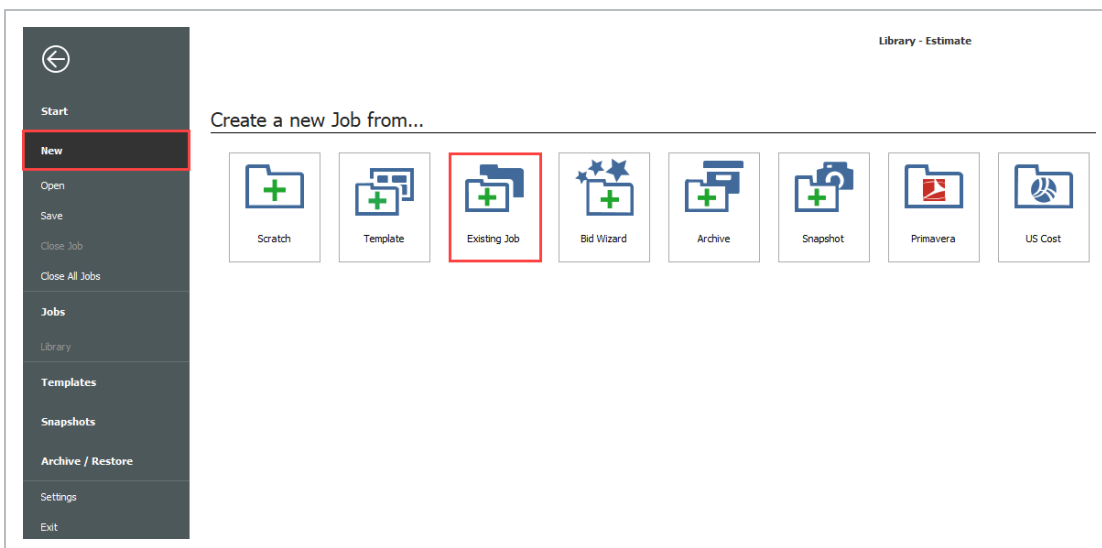 Library - Estimate
Start
Create a new Job from...
New
Open
Save
Close Job
Close All Jobs
Jobs
Library
Templates
Snapshots
Archive / Restore
Settings
Exit
Scratch
Template
Existing Job
Bid Wizard
Archive
Snapshot
Primavera
US Cost